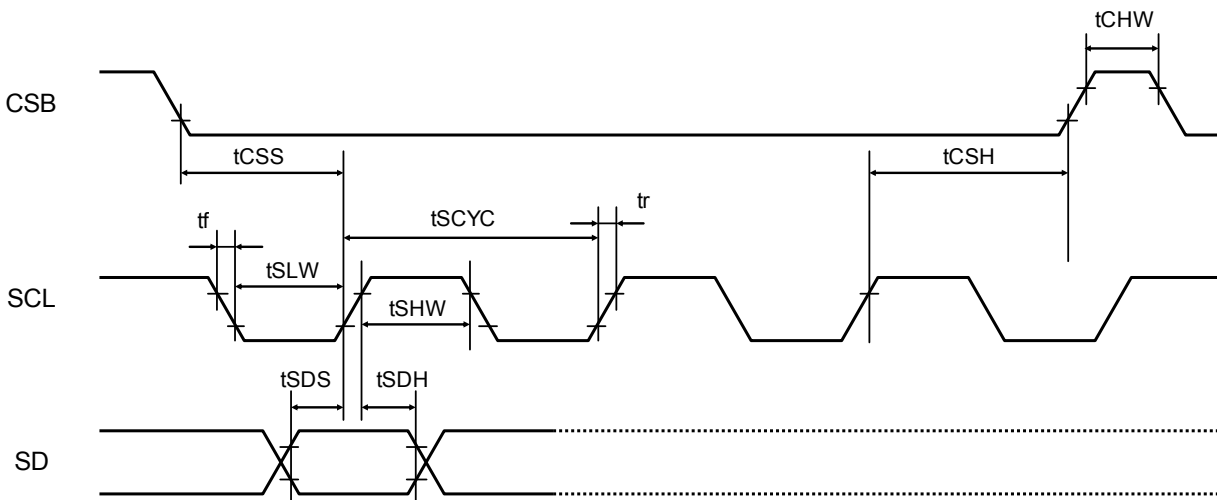 tCHW
CSB
tCSS
tCSH
tf
tSCYC
tr
tSLW
SCL
tSHW
tSDS
tSDH
SD